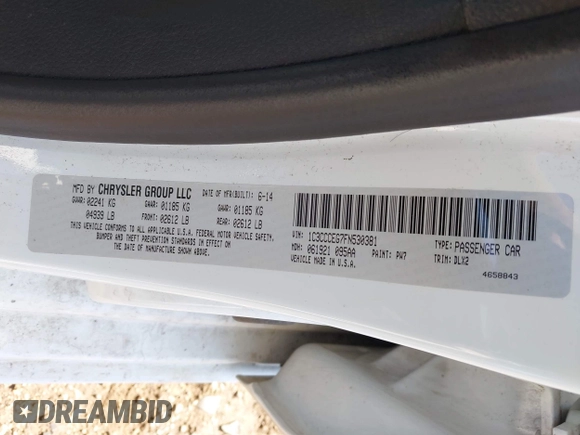 MFD BY CHRYSLER GROUP LLC DATE OF MFR(BUILT): 6-14
GVWR: 02241 KG GAWR: 01185 KG GAWR: 01185 KG
04939 LB FRONT: 02612 LB REAR: 02612 LB
THIS VEHICLE CONFORMS TO ALL APPLICABLE U.S.A. FEDERAL MOTOR VEHICLE SAFETY,
BUMPER AND THEFT PREVENTION STANDARDS IN EFFECT ON
THE DATE OF MANUFACTURE SHOWN ABOVE.
VIN: 1C3CCCEG7FN530381 TYPE: PASSENGER CAR
MDH: 061921 095AA PAINT: PW7 TRIM: DLX2
VEHICLE MADE IN U.S.A. 4658843
DREAMBID